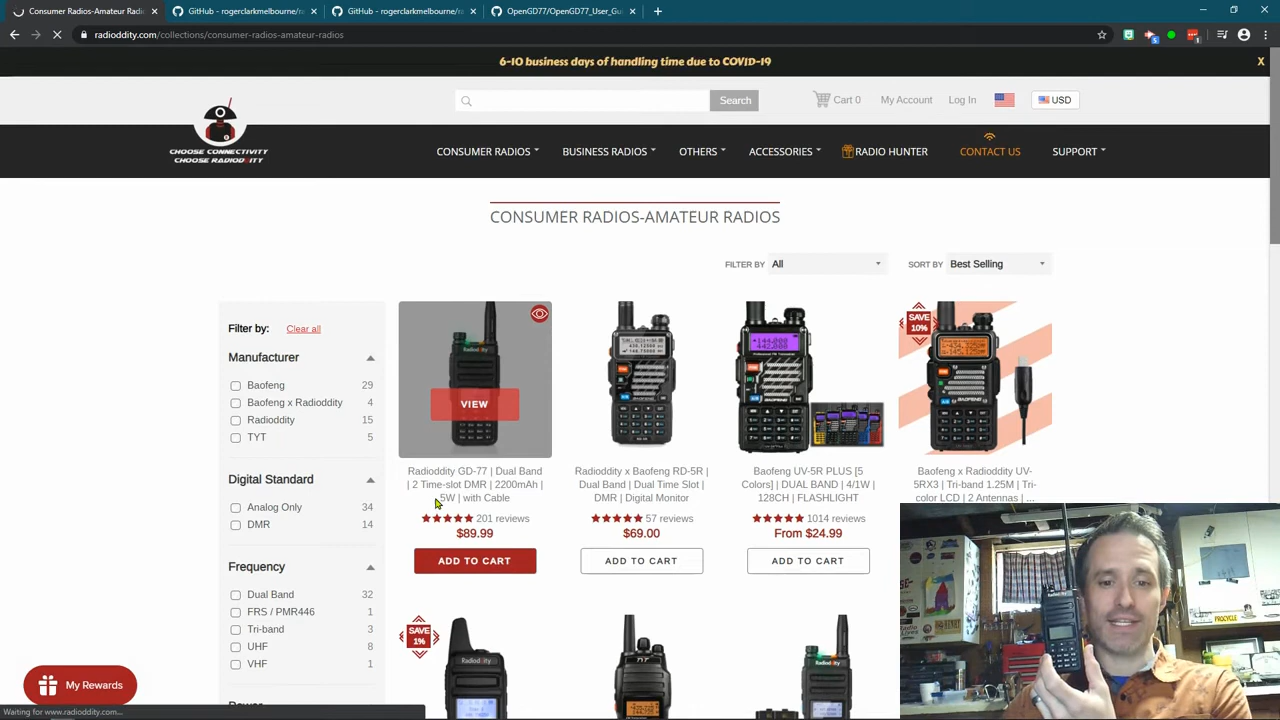 Consumer Radios-Amateur Rad
GitHub - rogerclarkmelbourne/r
GitHub - rogerclarkmelbourne/r
OpenGD77/OpenGD77_User_Gu
radioddity.com/collections/consumer-radios-amateur-radios
6-10 business days of handling time due to COVID-19
X
Search
Cart 0
My Account
Log In
USD
CHOOSE CONNECTIVITY
CHOOSE RADIODDITY
CONSUMER RADIOS
BUSINESS RADIOS
OTHERS
ACCESSORIES
RADIO HUNTER
CONTACT US
SUPPORT
CONSUMER RADIOS-AMATEUR RADIOS
FILTER BY
All
SORT BY
Best Selling
Filter by:
Clear all
Manufacturer
Baofeng 29
Baofeng x Radioddity 4
Radioddity 15
TYT 5
Digital Standard
Analog Only 34
DMR 14
Frequency
Dual Band 32
FRS / PMR446 1
Tri-band 3
UHF 8
VHF 1
VIEW
Radioddity GD-77 | Dual Band
| 2 Time-slot DMR | 2200mAh |
5W | with Cable
201 reviews
$89.99
ADD TO CART
Radioddity x Baofeng RD-5R |
Dual Band | Dual Time Slot |
DMR | Digital Monitor
57 reviews
$69.00
ADD TO CART
Baofeng UV-5R PLUS [5
Colors] | DUAL BAND | 4/1W |
128CH | FLASHLIGHT
1014 reviews
From $24.99
ADD TO CART
SAVE
10%
Baofeng x Radioddity UV-
5RX3 | Tri-band 1.25M | Tri-
color LCD | 2 Antennas | ...
SAVE
1%
My Rewards
Waiting for www.radioddity.com...